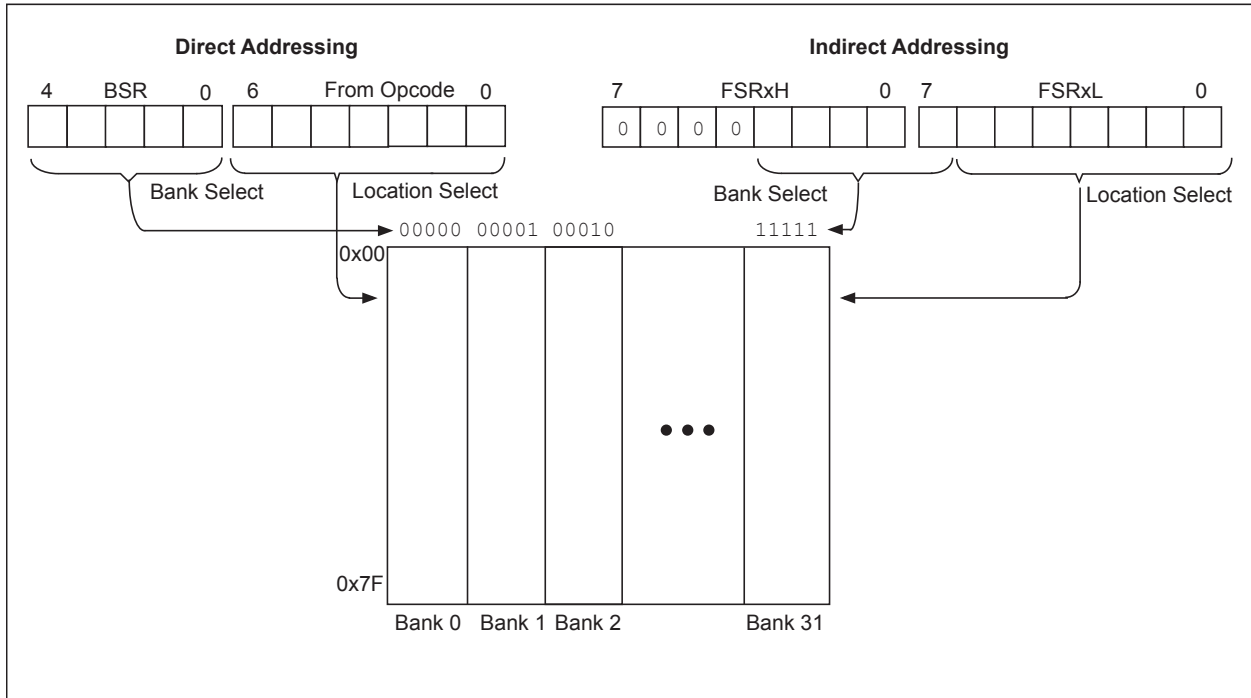 Direct Addressing
Indirect Addressing
4 BSR 0 6 From Opcode 0
7 FSRxH 0 7 FSRxL 0
0 0 0 0
Bank Select
Location Select
Bank Select
Location Select
00000 00001 00010 11111
0x00
0x7F
Bank 0 Bank 1 Bank 2 Bank 31